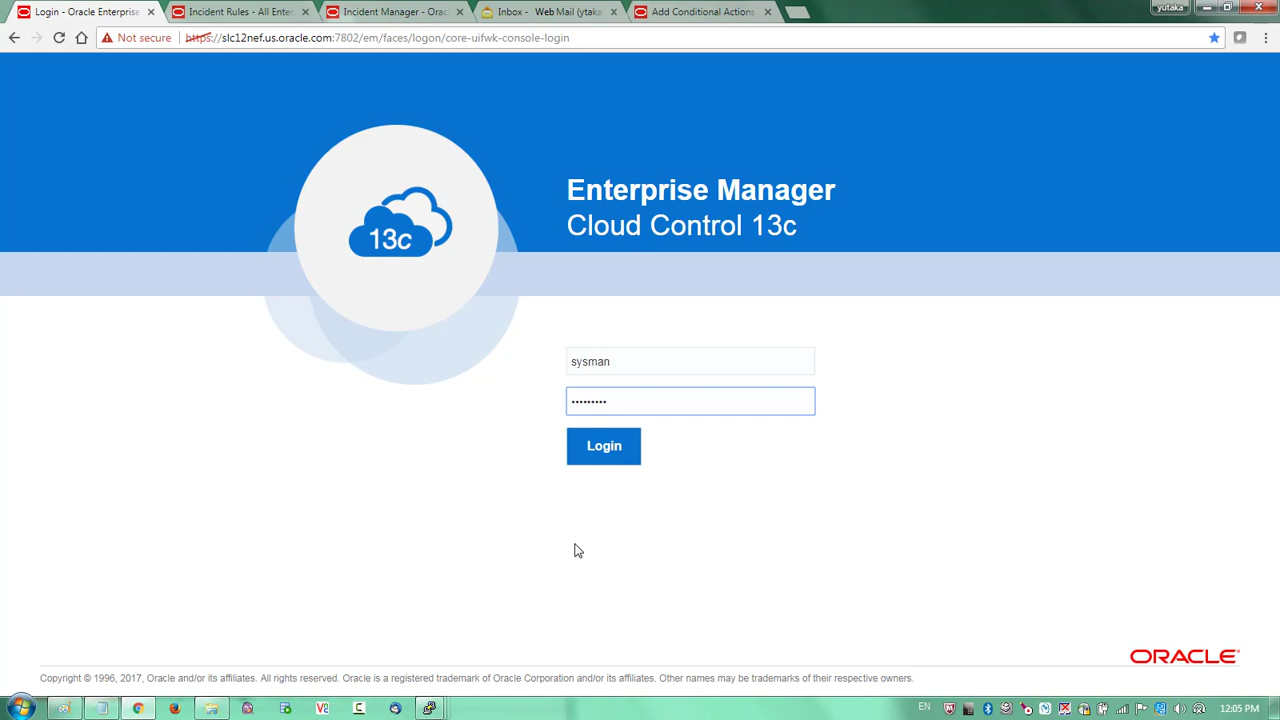 Login - Oracle Enterprise
Incident Rules - All Enter
Incident Manager - Orac
Inbox - Web Mail (ytaka
Add Conditional Actions
yutaka
Not secure
https://slc12nef.us.oracle.com:7802/em/faces/logon/core-uifwk-console-login
13c
Enterprise Manager
Cloud Control 13c
sysman
•••••••••
Login
ORACLE
Copyright © 1996, 2017, Oracle and/or its affiliates. All rights reserved. Oracle is a registered trademark of Oracle Corporation and/or its affiliates. Other names may be trademarks of their respective owners.
EN
12:05 PM